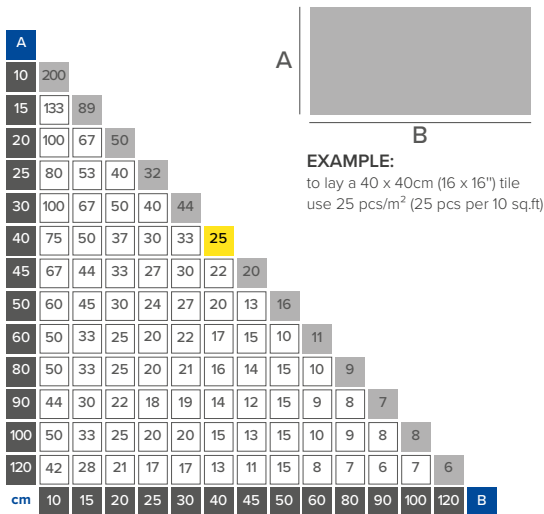 A
A
10 200
15 133 89
B
20 100 67 50
EXAMPLE:
25 80 53 40 32
to lay a 40 x 40cm (16 x 16") tile
30 100 67 50 40 44
use 25 pcs/m² (25 pcs per 10 sq.ft)
40 75 50 37 30 33 25
45 67 44 33 27 30 22 20
50 60 45 30 24 27 20 13 16
60 50 33 25 20 22 17 15 10 11
80 50 33 25 20 21 16 14 15 10 9
90 44 30 22 18 19 14 12 15 9 8 7
100 50 33 25 20 20 15 13 15 10 9 8 8
120 42 28 21 17 17 13 11 15 8 7 6 7 6
cm 10 15 20 25 30 40 45 50 60 80 90 100 120 B